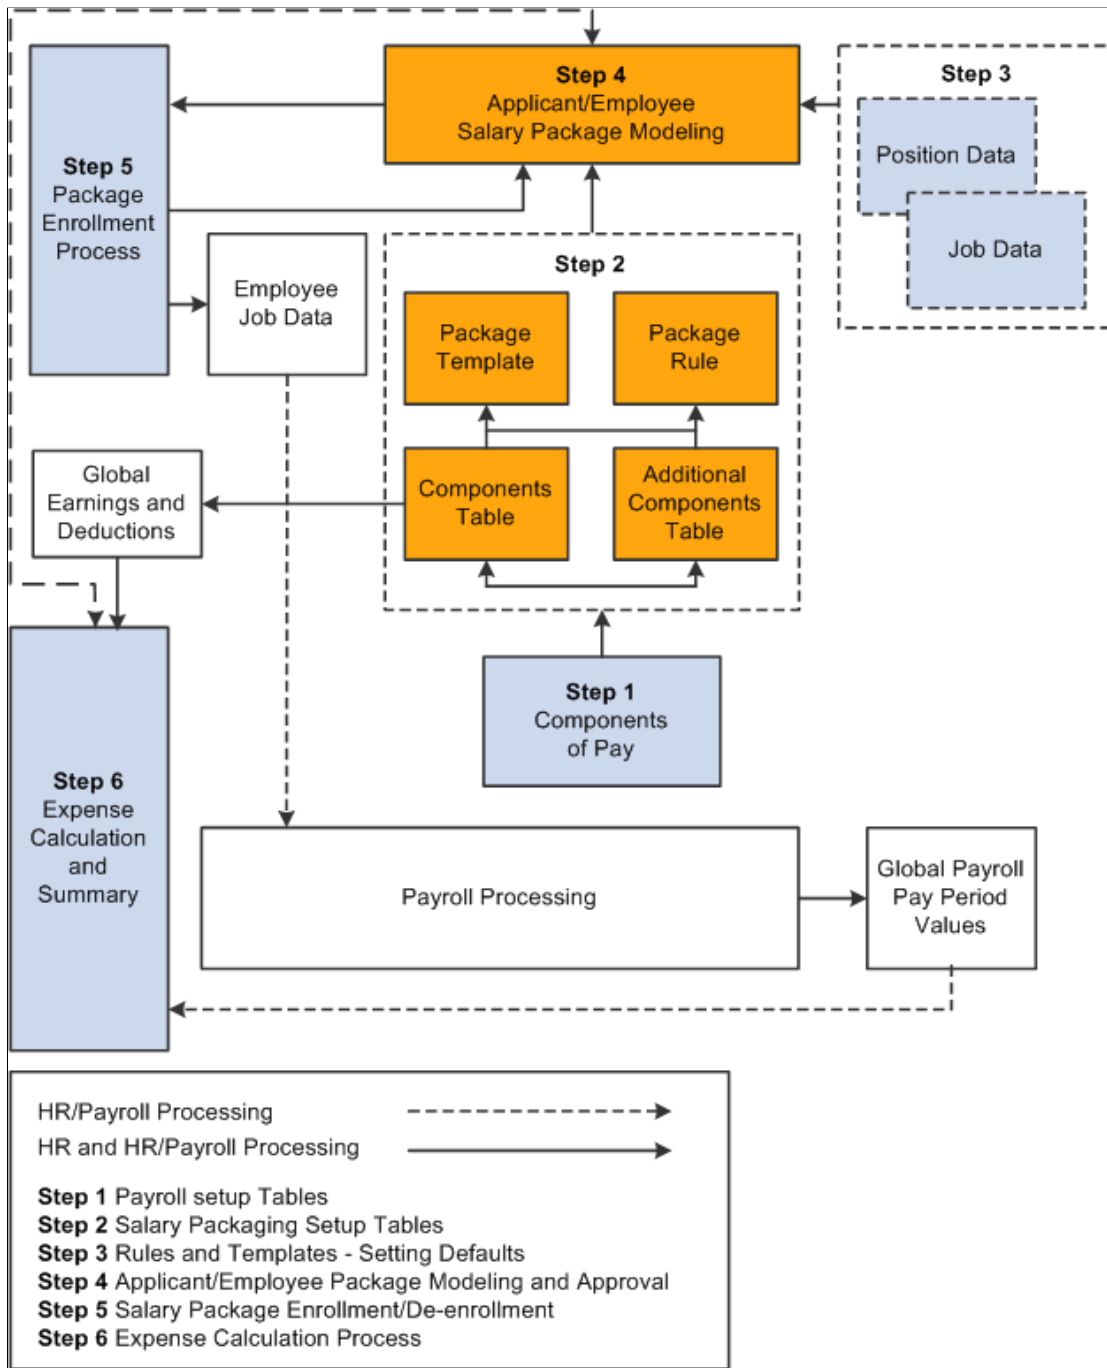 Step 4
Applicant/Employee
Salary Package Modeling
Step 3
Position Data
Job Data
Step 5
Package
Enrollment
Process
Employee
Job Data
Step 2
Package
Template
Package
Rule
Components
Table
Additional
Components
Table
Global
Earnings and
Deductions
Step 1
Components
of Pay
Step 6
Expense
Calculation
and
Summary
Payroll Processing
Global Payroll
Pay Period
Values
HR/Payroll Processing
HR and HR/Payroll Processing
Step 1 Payroll setup Tables
Step 2 Salary Packaging Setup Tables
Step 3 Rules and Templates - Setting Defaults
Step 4 Applicant/Employee Package Modeling and Approval
Step 5 Salary Package Enrollment/De-enrollment
Step 6 Expense Calculation Process